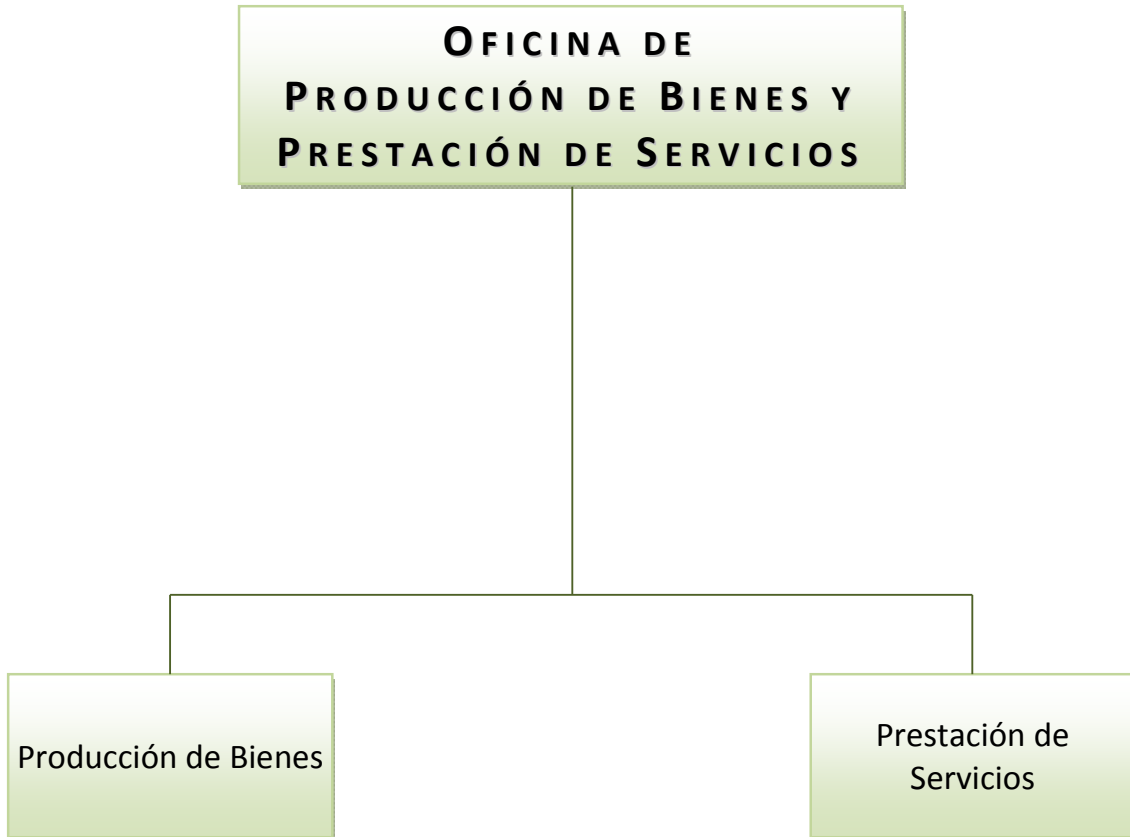 OFICINA DE
PRODUCCIÓN DE BIENES Y
PRESTACIÓN DE SERVICIOS
Producción de Bienes
Prestación de
Servicios